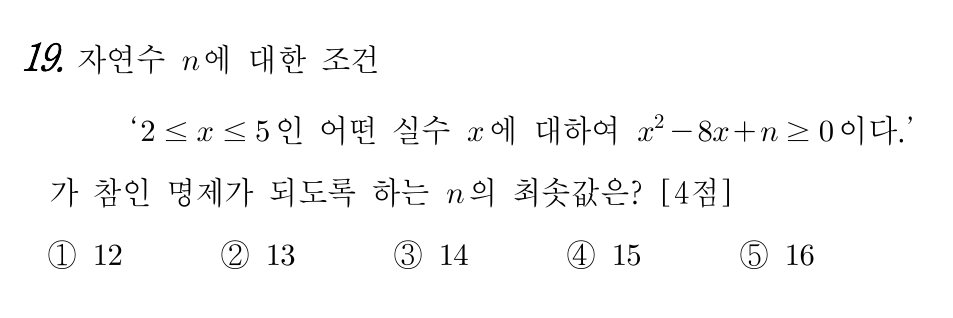 19. 자연수 n에 대한 조건
‘2 ≤ x ≤ 5인 어떤 실수 x에 대하여 x² − 8x + n ≥ 0이다.’
가 참인 명제가 되도록 하는 n의 최솟값은? [4점]
① 12 ② 13 ③ 14 ④ 15 ⑤ 16